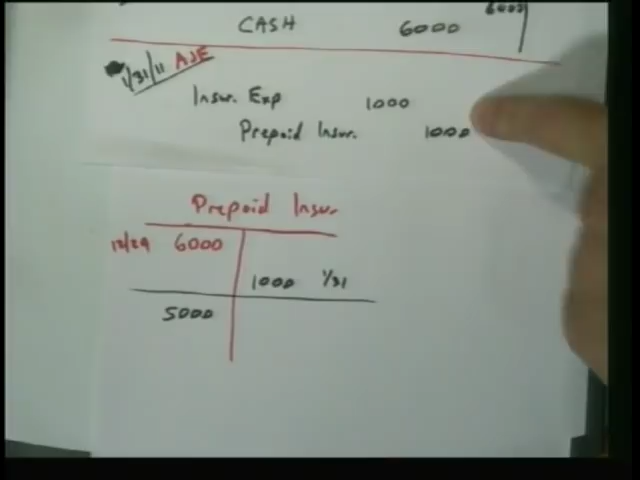 CASH 6000 6000
1/31/11 AJE
Insur. Exp 1000
Prepaid Insur. 1000
Prepaid Insur
12/29 6000
1000 1/31
5000